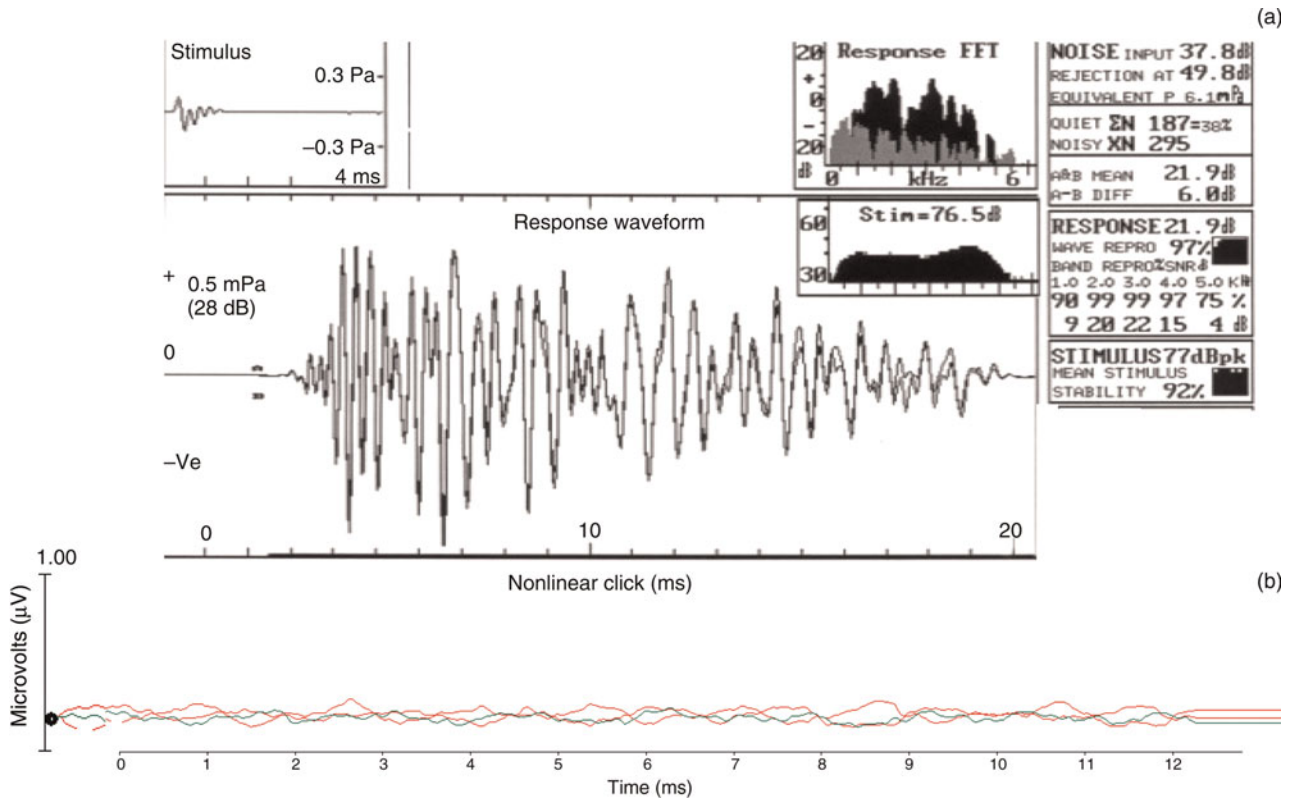 (a)
Stimulus
0.3 Pa
–0.3 Pa
4 ms
20
+
0
–
20
dB
Response FFT
0 kHz 6
NOISE INPUT 37.8dB
REJECTION AT 49.8dB
EQUIVALENT P 6.1mPa
QUIET ΣN 187=38%
NOISY XN 295
A&B MEAN 21.9dB
A-B DIFF 6.0dB
RESPONSE 21.9dB
WAVE REPRO 97%
BAND REPRO% SNR dB
1.0 2.0 3.0 4.0 5.0 KHz
90 99 99 97 75 %
9 20 22 15 4 dB
STIMULUS 77dBpk
MEAN STIMULUS
STABILITY 92%
Response waveform
60
Stim=76.5dB
30
+
0.5 mPa
(28 dB)
0
–Ve
0 10 20
Nonlinear click (ms)
(b)
1.00
Microvolts (μV)
0 1 2 3 4 5 6 7 8 9 10 11 12
Time (ms)